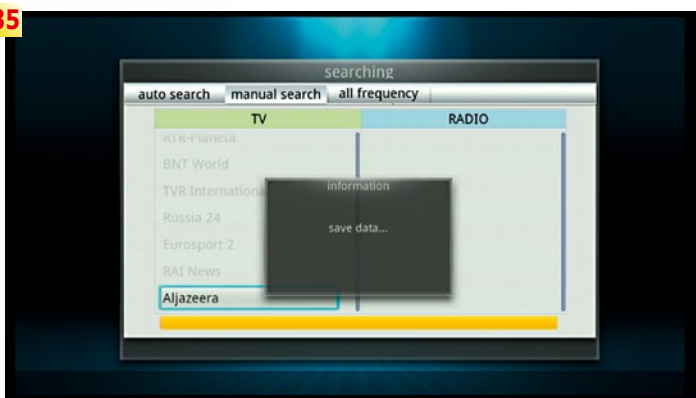 35
searching
auto search manual search all frequency
TV RADIO
RTR-Planeta
BNT World
TVR Internationa
Rússia 24
Eurosport 2
RAI News
Aljazeera
information
save data...